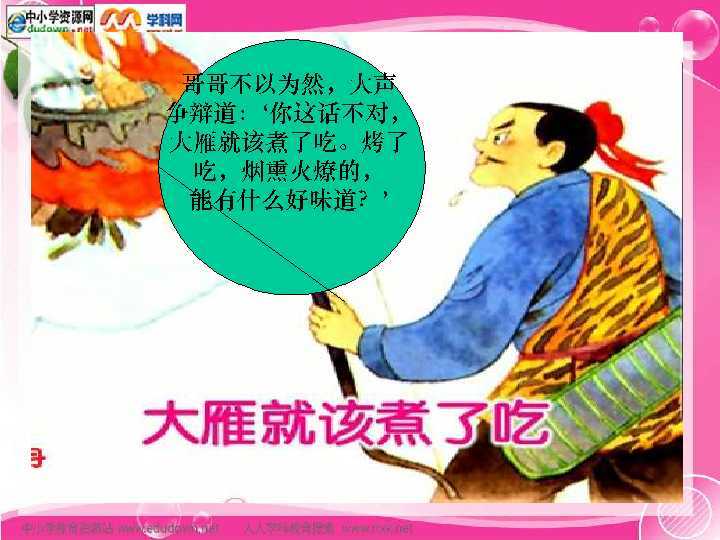 中小学资源网
edudown.net
学科网
哥哥不以为然，大声
争辩道：‘你这话不对，
大雁就该煮了吃。烤了
吃，烟熏火燎的，
能有什么好味道？’
大雁就该煮了吃
中小学教育资源站 www.edudown.net 人人学科教育搜索 www.rrxk.net